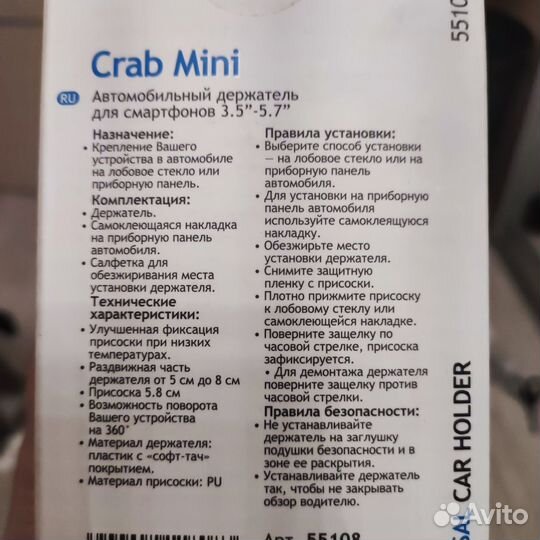 Crab Mini
RU
Автомобильный держатель
для смартфонов 3.5”-5.7”
Назначение:
• Крепление Вашего
устройства в автомобиле
на лобовое стекло или
приборную панель.
Комплектация:
• Держатель.
• Самоклеющаяся накладка
на приборную панель
автомобиля.
• Салфетка для
обезжиривания места
установки держателя.
Технические
характеристики:
• Улучшенная фиксация
присоски при низких
температурах.
• Раздвижная часть
держателя от 5 см до 8 см
• Присоска 5.8 см
• Возможность поворота
Вашего устройства
на 360°
• Материал держателя:
пластик с «софт-тач»
покрытием.
• Материал присоски: PU
Правила установки:
• Выберите способ установки
— на лобовое стекло или на
приборную панель
автомобиля.
• Для установки на приборную
панель автомобиля
используйте самоклеящуюся
накладку.
• Обезжирьте место
установки держателя.
• Снимите защитную
пленку с присоски.
• Плотно прижмите присоску
к лобовому стеклу или
самоклеющейся накладке.
• Поверните защелку по
часовой стрелке, присоска
зафиксируется.
• Для демонтажа держателя
поверните защелку против
часовой стрелки.
Правила безопасности:
• Не устанавливайте
держатель на заглушку
подушки безопасности и в
зоне ее раскрытия.
• Устанавливайте держатель
так, чтобы не закрывать
обзор водителю.
Арт. 55108
5510
SAL CAR HOLDER
Avito